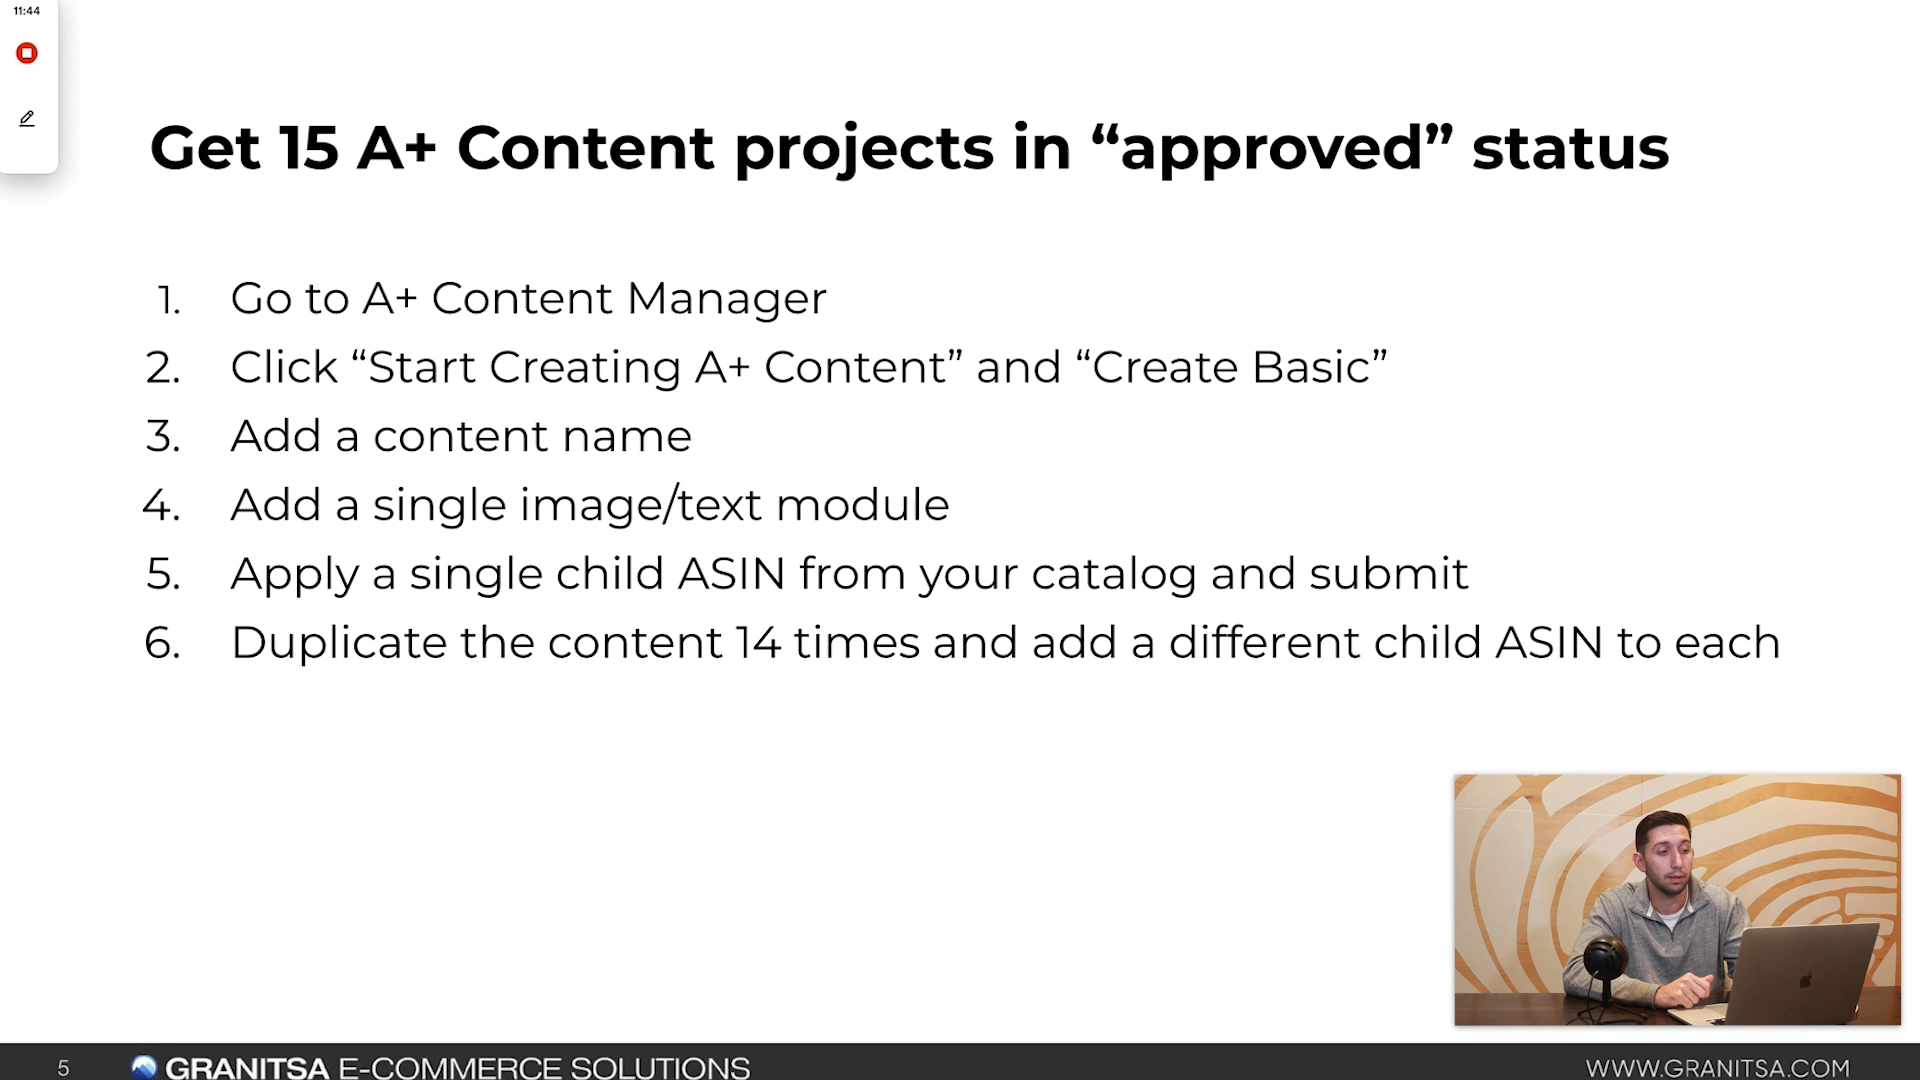 11:44
Get 15 A+ Content projects in “approved” status
1. Go to A+ Content Manager
2. Click “Start Creating A+ Content” and “Create Basic”
3. Add a content name
4. Add a single image/text module
5. Apply a single child ASIN from your catalog and submit
6. Duplicate the content 14 times and add a different child ASIN to each
5 GRANITSA E-COMMERCE SOLUTIONS WWW.GRANITSA.COM